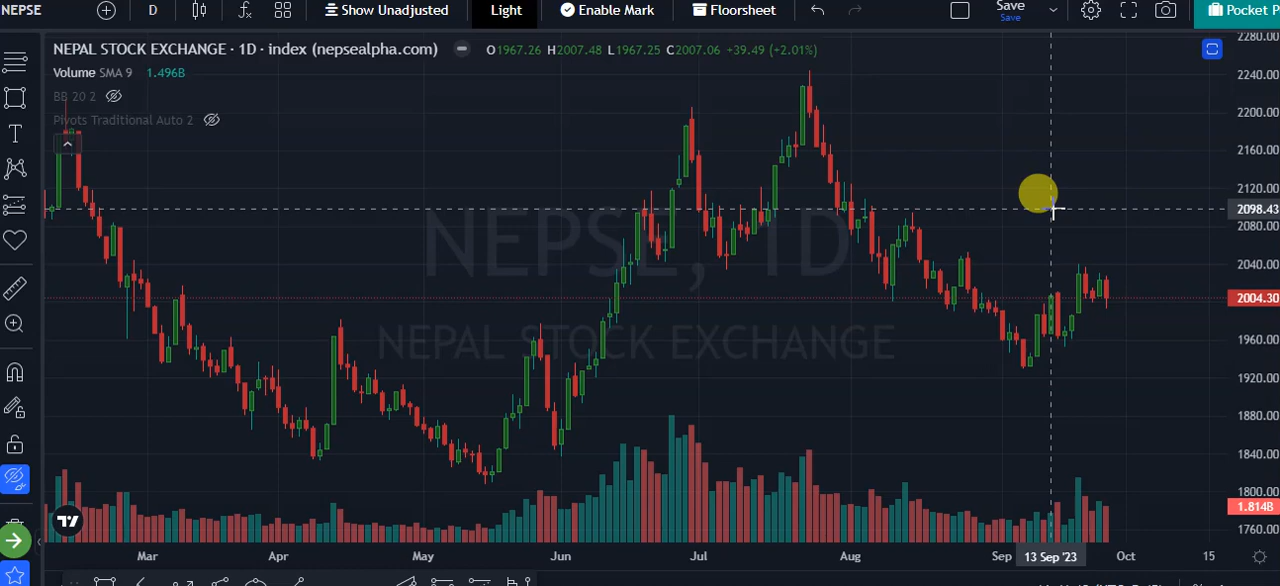 NEPSE D Show Unadjusted Light Enable Mark Floorsheet Save Save Pocket P
NEPAL STOCK EXCHANGE · 1D · index (nepsealpha.com) O1967.26 H2007.48 L1967.25 C2007.06 +39.49 (+2.01%)
Volume SMA 9 1.496B
BB 20 2
Pivots Traditional Auto 2
NEPSE, 1D
NEPAL STOCK EXCHANGE
2280.00
2240.00
2200.00
2160.00
2120.00
2098.43
2080.00
2040.00
2004.30
1960.00
1920.00
1880.00
1840.00
1800.00
1.814B
1760.00
Mar Apr May Jun Jul Aug Sep 13 Sep '23 Oct 15